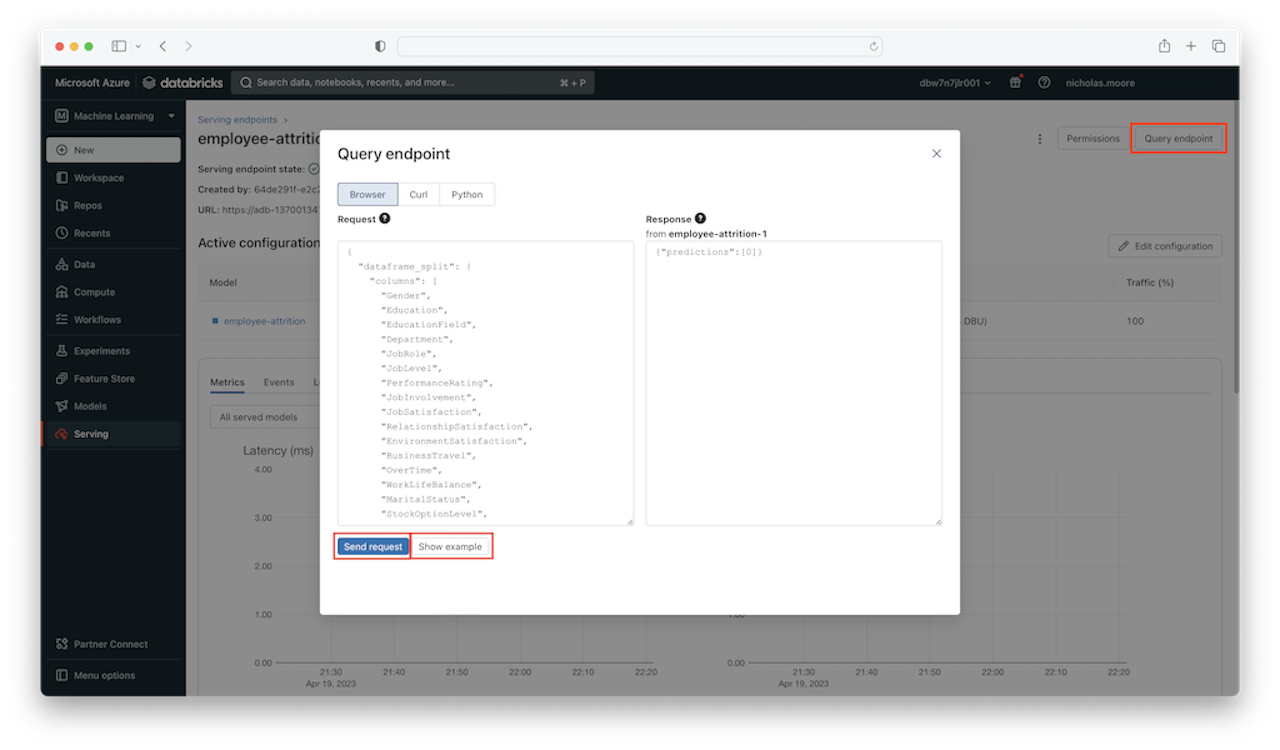 Microsoft Azure
databricks
Search data, notebooks, recents, and more...
⌘ + P
dbw7n7jlr001
nicholas.moore
Machine Learning
New
Workspace
Repos
Recents
Data
Compute
Workflows
Experiments
Feature Store
Models
Serving
Partner Connect
Menu options
Serving endpoints ›
Serving endpoint state:
Created by: 64de291f-e2c2
URL: https://adb-13700134
Active configuration
Permissions
Query endpoint
Edit configuration
Model
Traffic (%)
employee-attrition
DBU)
100
Metrics Events
All served models
Latency (ms)
4.00
3.00
2.00
1.00
0.00
21:30 21:40 21:50 22:00 22:10 22:20
Apr 19, 2023
0.00
21:30 21:40 21:50 22:00 22:10 22:20
Apr 19, 2023
Query endpoint
Browser Curl Python
Request
{
"dataframe_split": {
"columns": [
"Gender",
"Education",
"EducationField",
"Department",
"JobRole",
"JobLevel",
"PerformanceRating",
"JobInvolvement",
"JobSatisfaction",
"RelationshipSatisfaction",
"EnvironmentSatisfaction",
"BusinessTravel",
"OverTime",
"WorkLifeBalance",
"MaritalStatus",
"StockOptionLevel",
Response
from employee-attrition-1
{"predictions":[0]}
Send request
Show example